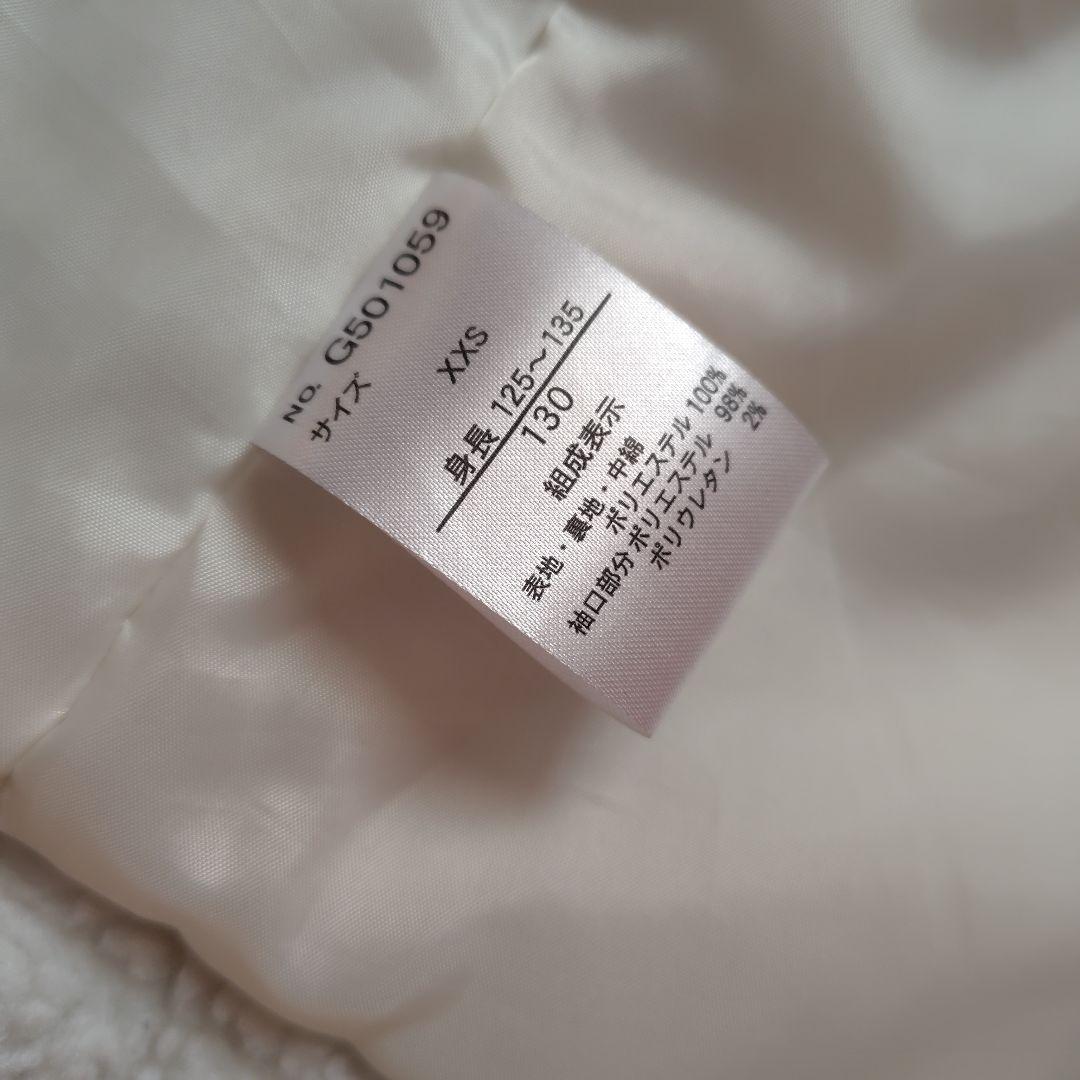 NO. G501059
サイズ
XXS
身長 125～135
130
組成表示
表地・裏地・中綿
ポリエステル 100%
袖口部分 ポリエステル 98%
ポリウレタン 2%